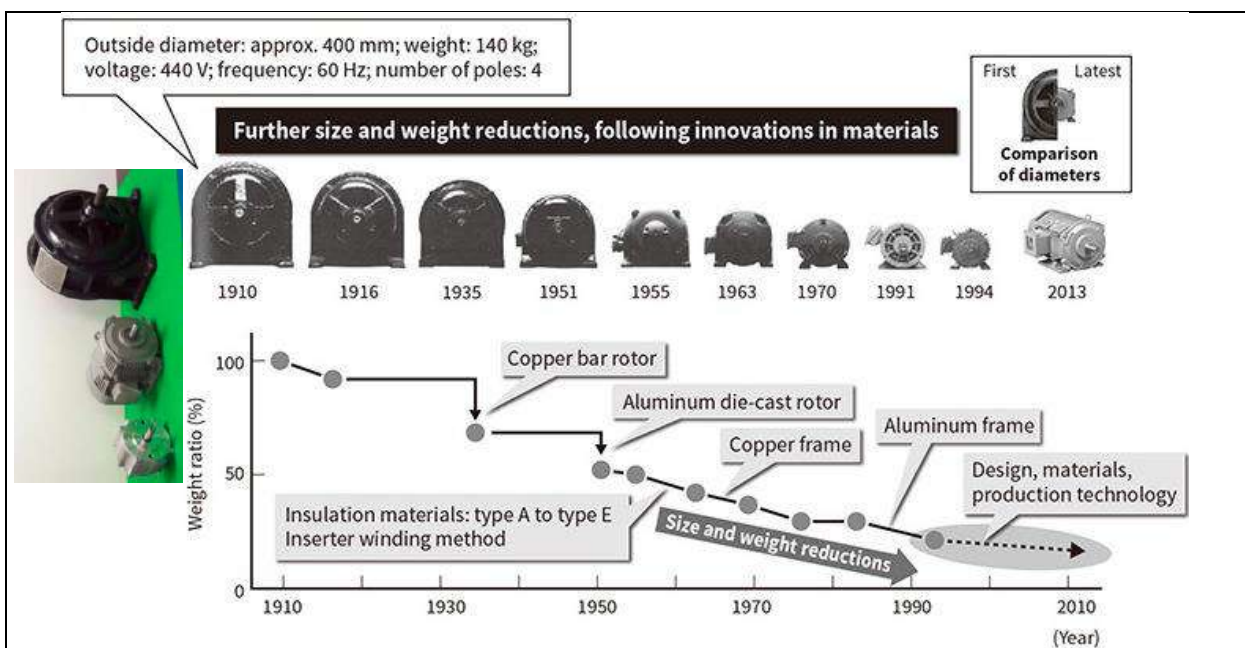 Outside diameter: approx. 400 mm; weight: 140 kg;
voltage: 440 V; frequency: 60 Hz; number of poles: 4
First Latest
Comparison
of diameters
Further size and weight reductions, following innovations in materials
1910 1916 1935 1951 1955 1963 1970 1991 1994 2013
Weight ratio (%)
100
50
0
Copper bar rotor
Aluminum die-cast rotor
Copper frame
Aluminum frame
Design, materials,
production technology
Insulation materials: type A to type E
Inserter winding method
Size and weight reductions
1910 1930 1950 1970 1990 2010
(Year)